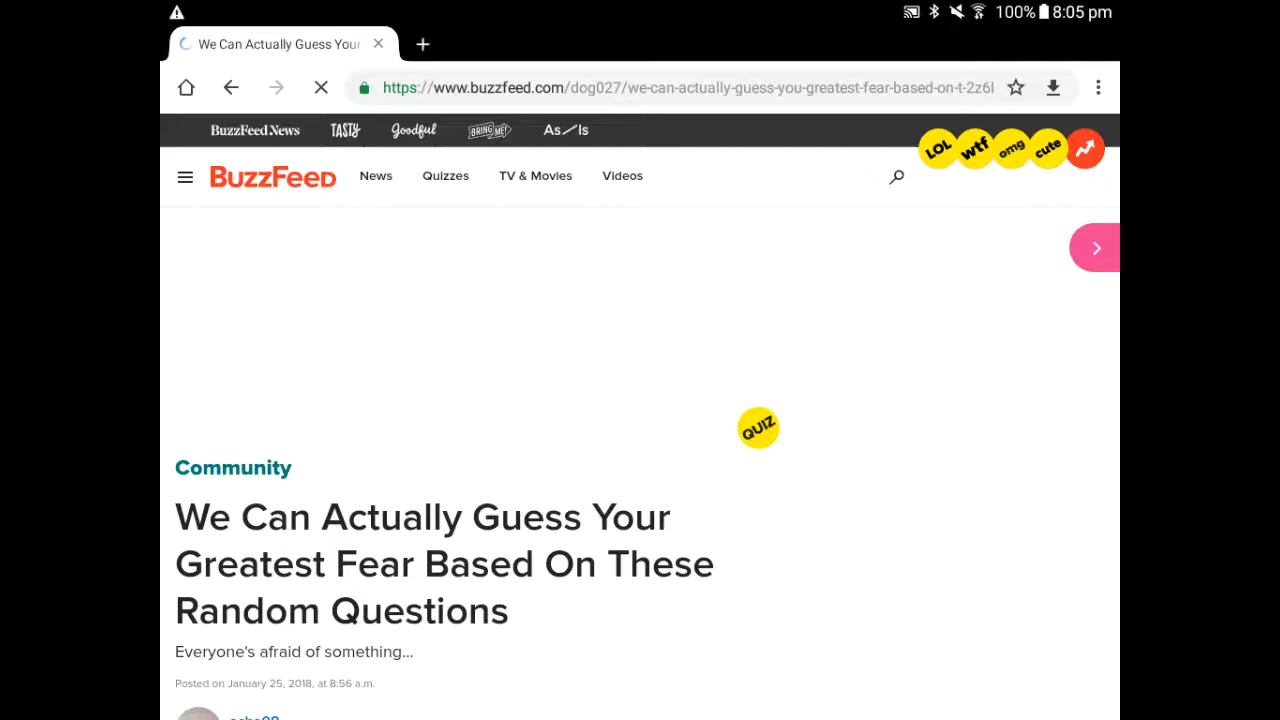 100% 8:05 pm
We Can Actually Guess Your
https://www.buzzfeed.com/dog027/we-can-actually-guess-you-greatest-fear-based-on-t-2z6l
BuzzFeed News TASTY Goodful BRING ME! As/Is
LOL wtf omg cute
BuzzFeed News Quizzes TV & Movies Videos
QUIZ
Community
We Can Actually Guess Your
Greatest Fear Based On These
Random Questions
Everyone's afraid of something...
Posted on January 25, 2018, at 8:56 a.m.